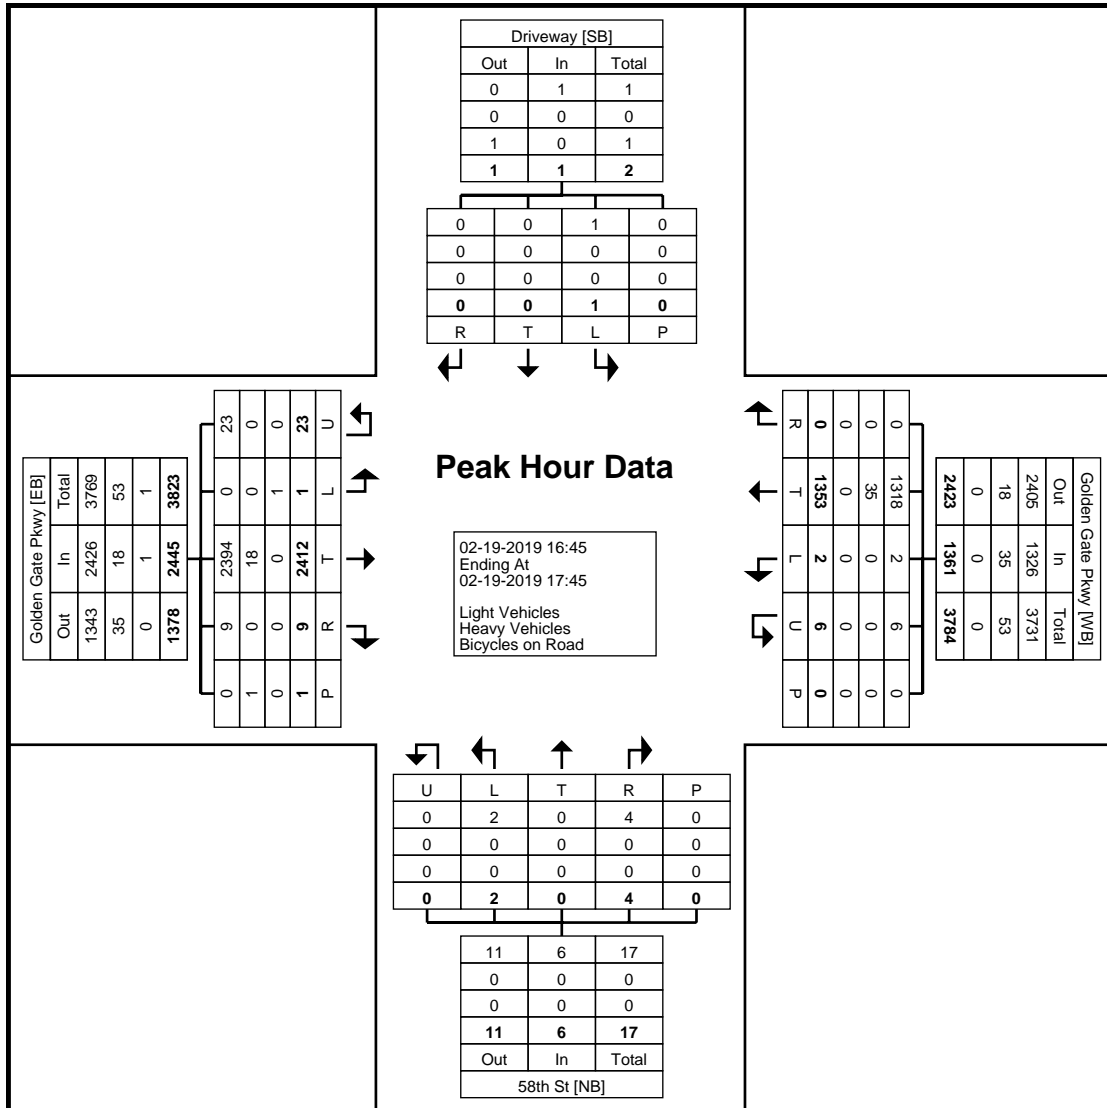 Driveway [SB]
Out In Total
0 1 1
0 0 0
1 0 1
1 1 2
0 0 1 0
0 0 0 0
0 0 0 0
0 0 1 0
R T L P
Golden Gate Pkwy [EB]
Total In Out
3769 2426 1343
53 18 35
1 1 0
3823 2445 1378
23 0 2394 9 0
0 0 18 0 1
0 1 0 0 0
23 1 2412 9 1
U L T R P
Peak Hour Data
02-19-2019 16:45
Ending At
02-19-2019 17:45
Light Vehicles
Heavy Vehicles
Bicycles on Road
R T L U P
0 1353 2 6 0
0 0 0 0 0
0 35 0 0 0
0 1318 2 6 0
Golden Gate Pkwy [WB]
Out In Total
2405 1326 3731
18 35 53
0 0 0
2423 1361 3784
U L T R P
0 2 0 4 0
0 0 0 0 0
0 0 0 0 0
0 2 0 4 0
11 6 17
0 0 0
0 0 0
11 6 17
Out In Total
58th St [NB]